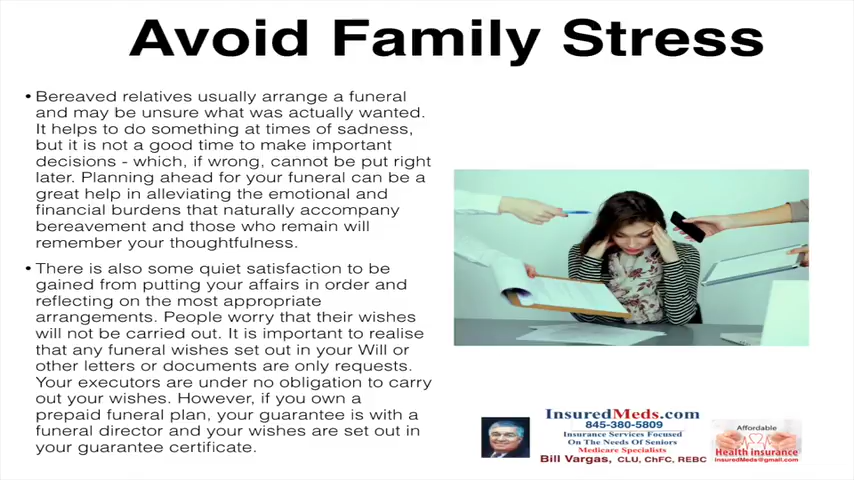 Avoid Family Stress
• Bereaved relatives usually arrange a funeral
and may be unsure what was actually wanted.
It helps to do something at times of sadness,
but it is not a good time to make important
decisions - which, if wrong, cannot be put right
later. Planning ahead for your funeral can be a
great help in alleviating the emotional and
financial burdens that naturally accompany
bereavement and those who remain will
remember your thoughtfulness.
• There is also some quiet satisfaction to be
gained from putting your affairs in order and
reflecting on the most appropriate
arrangements. People worry that their wishes
will not be carried out. It is important to realise
that any funeral wishes set out in your Will or
other letters or documents are only requests.
Your executors are under no obligation to carry
out your wishes. However, if you own a
prepaid funeral plan, your guarantee is with a
funeral director and your wishes are set out in
your guarantee certificate.
InsuredMeds.com
845-380-5809
Insurance Services Focused
On The Needs Of Seniors
Medicare Specialists
Bill Vargas, CLU, ChFC, REBC
Affordable
Health insurance
InsuredMeds@gmail.com